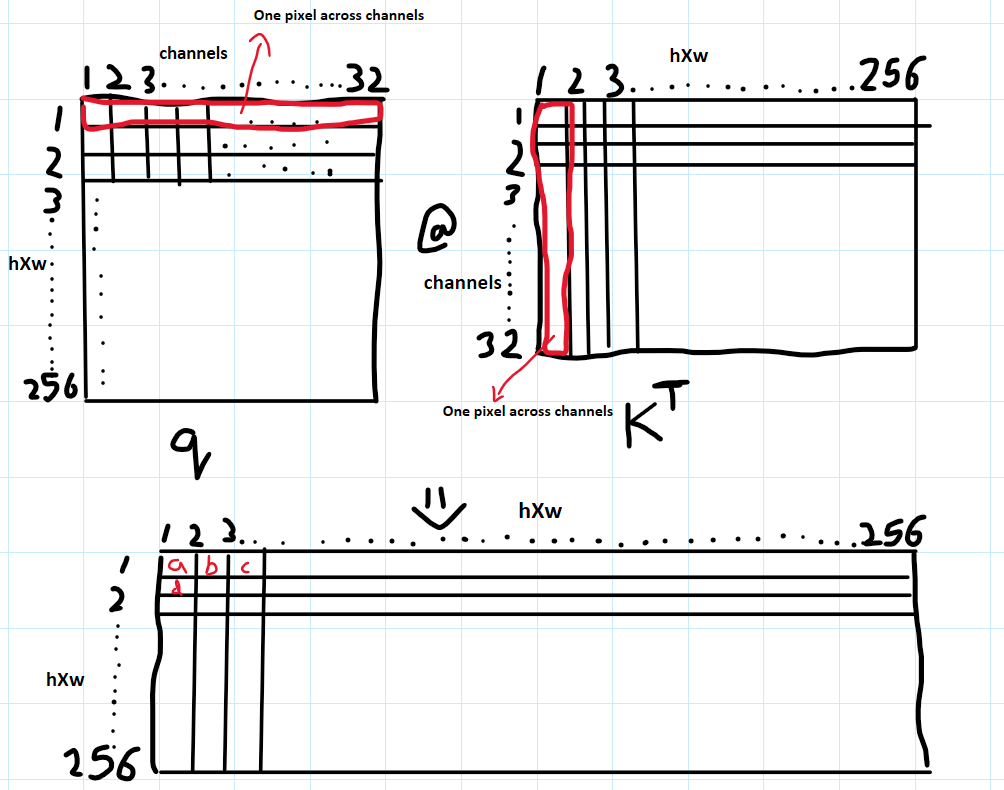 One pixel across channels
channels
hXw
1 2 3 . . . . . . . . . . . 32
1 2 3 . . . . . . . . . . . 256
1
2
3
hXw
256
@
1
2
3
channels
32
One pixel across channels
q
K^T
=>
hXw
1 2 3 . . . . . . . . . . . 256
1
2
a b c
d
hXw
256